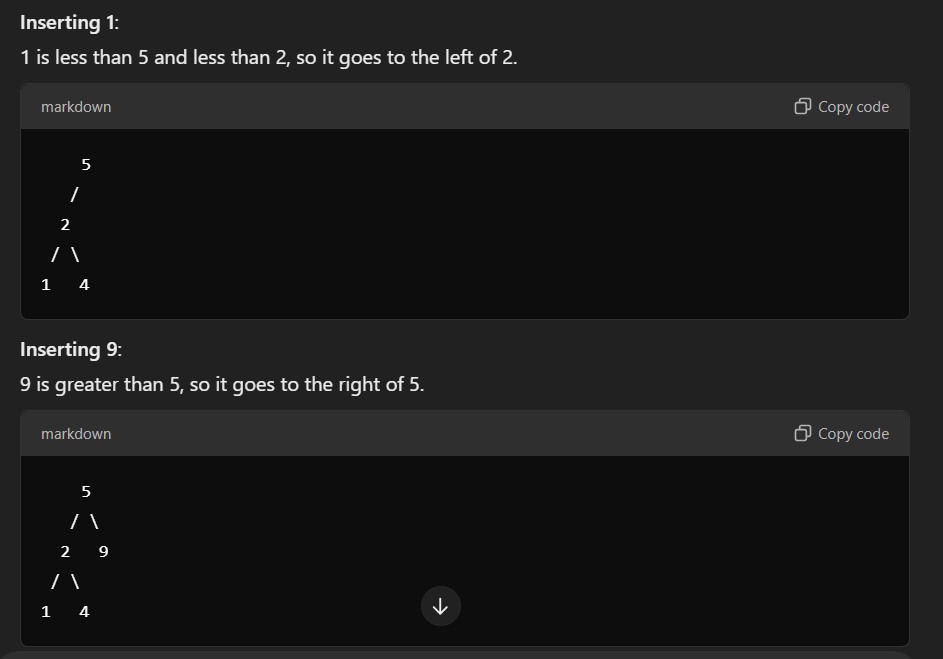 Inserting 1:
1 is less than 5 and less than 2, so it goes to the left of 2.
markdown Copy code
    5
   /
  2
 / \
1   4
Inserting 9:
9 is greater than 5, so it goes to the right of 5.
markdown Copy code
    5
   / \
  2   9
 / \
1   4